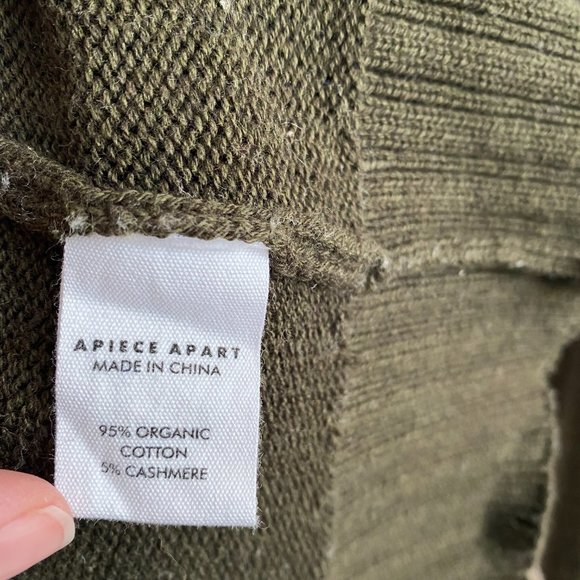 APIECE APART
MADE IN CHINA
95% ORGANIC
COTTON
5% CASHMERE